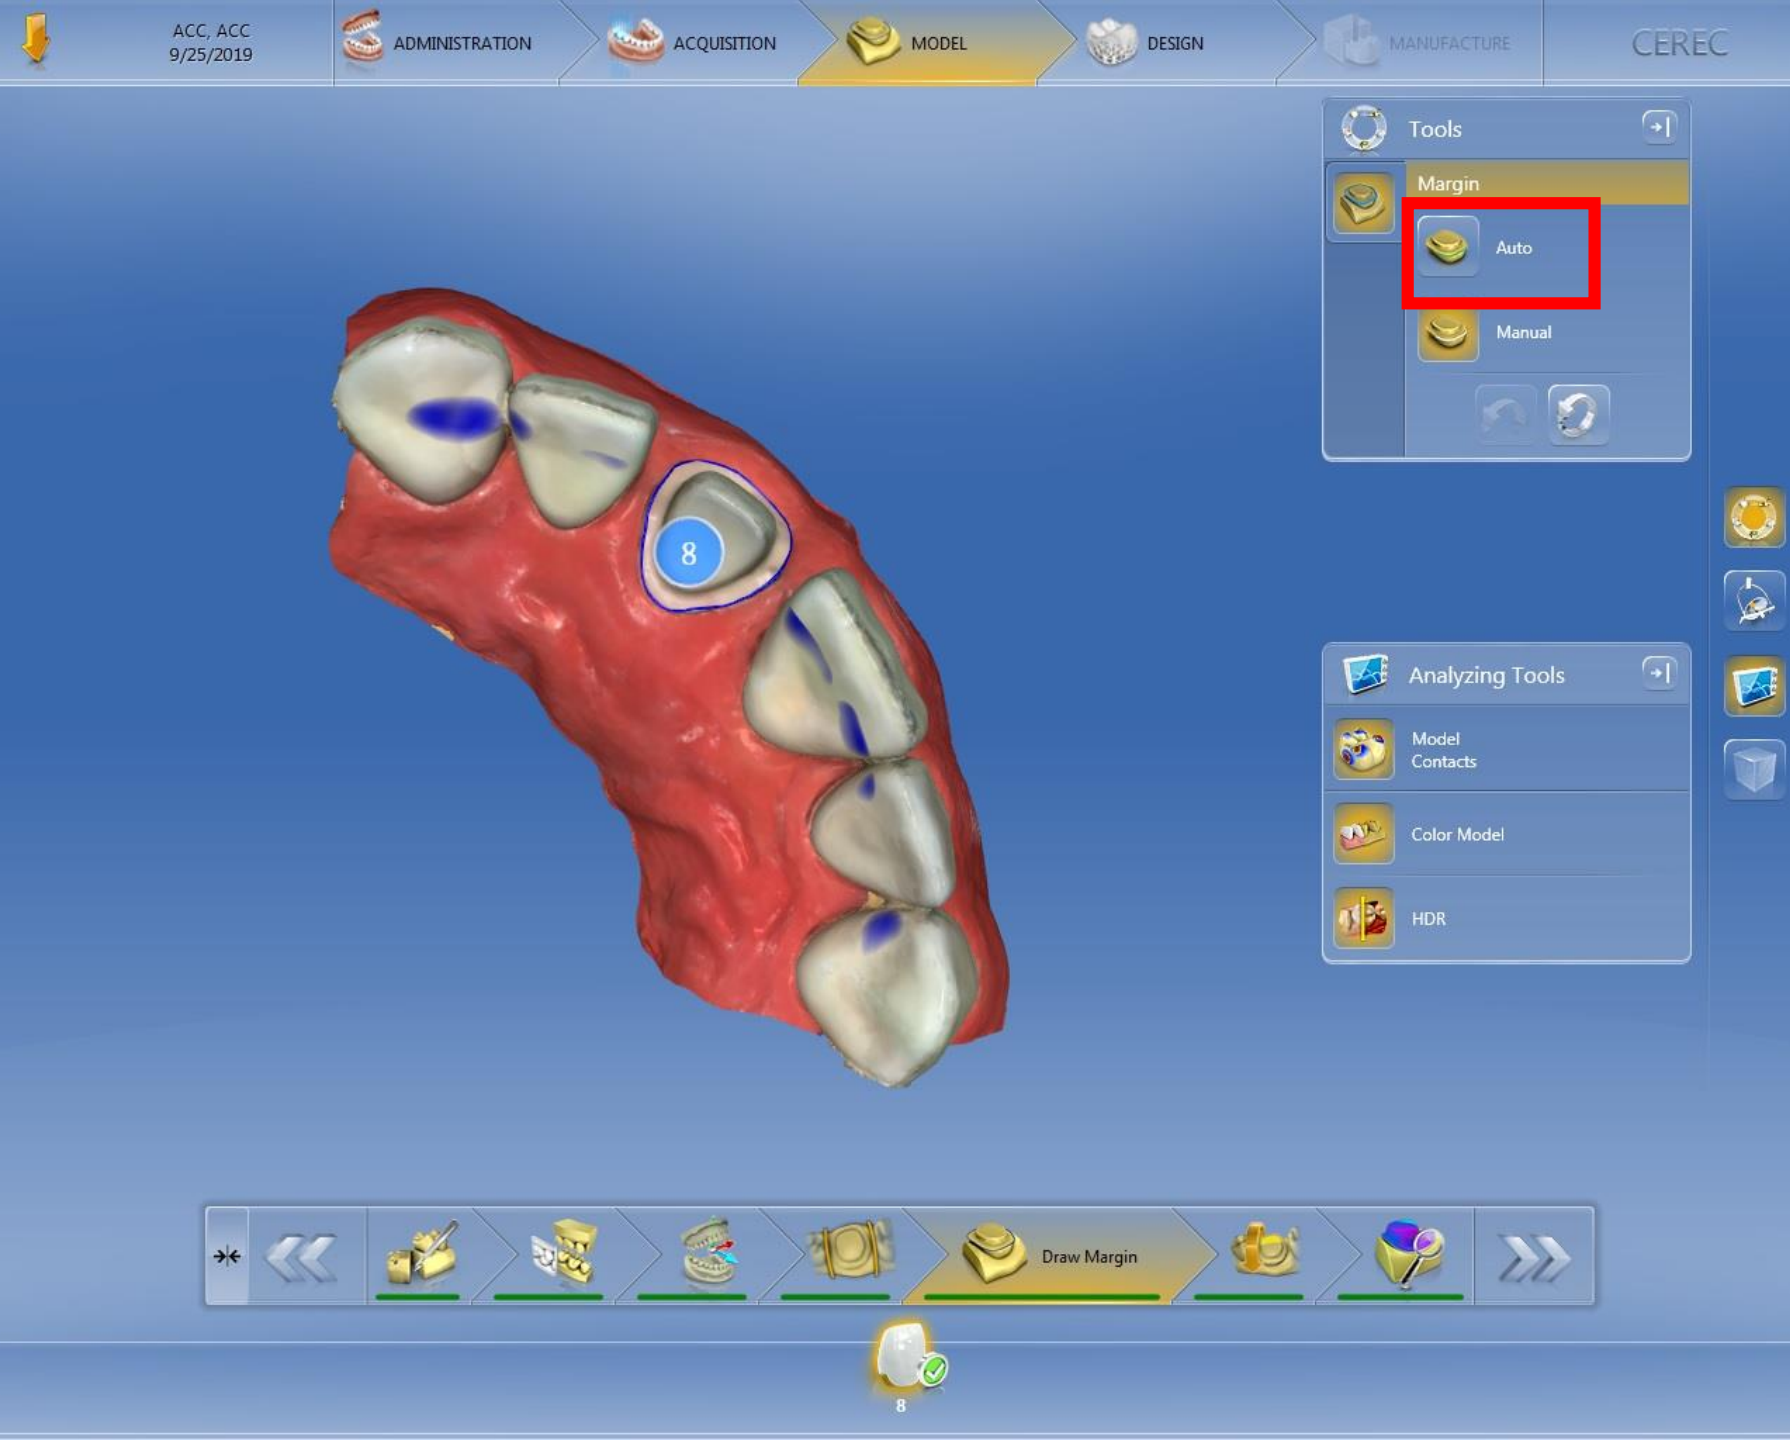 ACC, ACC
9/25/2019
ADMINISTRATION
ACQUISITION
MODEL
DESIGN
MANUFACTURE
CEREC
Tools
Margin
Auto
Manual
8
Analyzing Tools
Model
Contacts
Color Model
HDR
Draw Margin
8